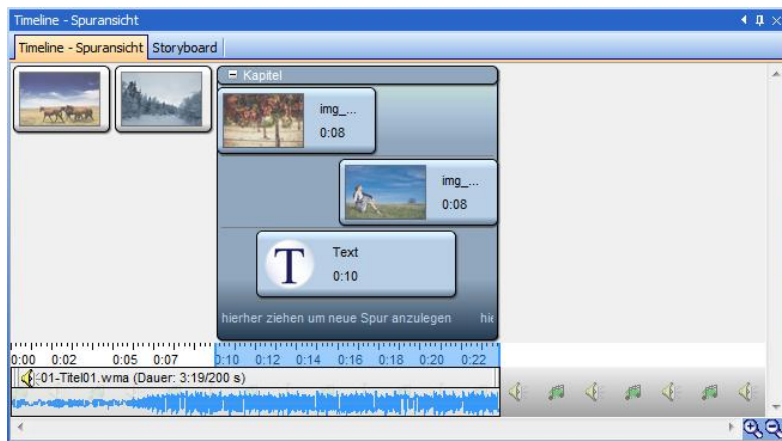 Timeline - Spuransicht
Timeline - Spuransicht Storyboard
Kapitel
img_...
0:08
img_...
0:08
T Text
0:10
hierher ziehen um neue Spur anzulegen hie
0:00 0:02 0:05 0:07 0:10 0:12 0:14 0:16 0:18 0:20 0:22
01-Titel01.wma (Dauer: 3:19/200 s)